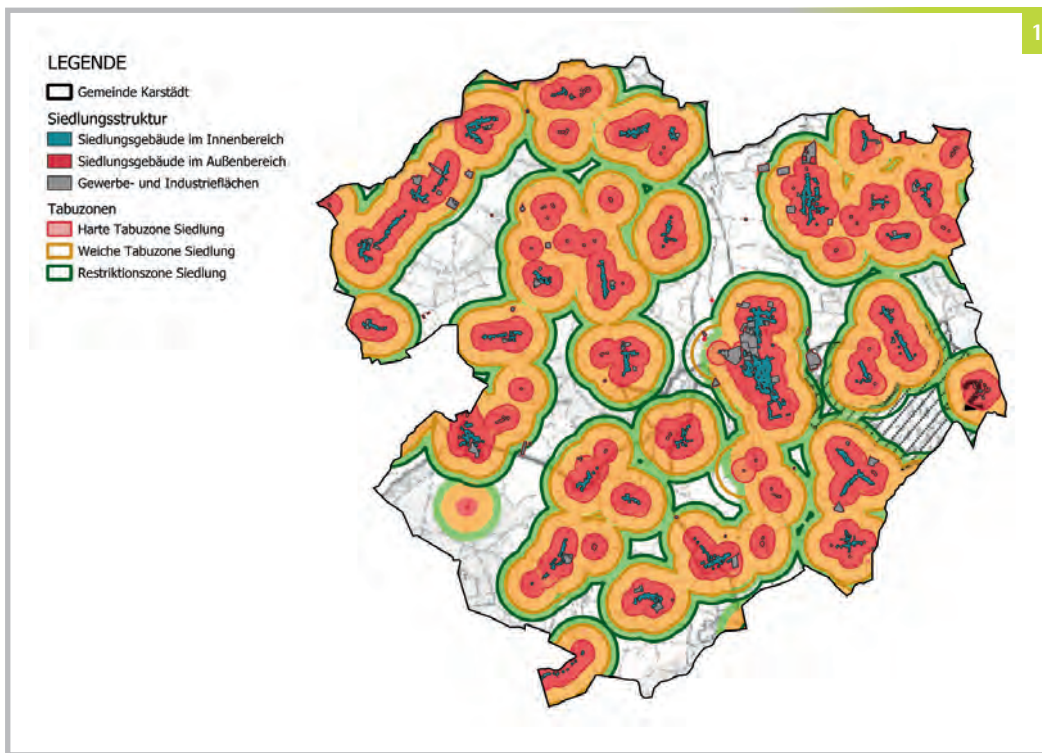 1
LEGENDE
Gemeinde Karstädt
Siedlungsstruktur
Siedlungsgebäude im Innenbereich
Siedlungsgebäude im Außenbereich
Gewerbe- und Industrieflächen
Tabuzonen
Harte Tabuzone Siedlung
Weiche Tabuzone Siedlung
Restriktionszone Siedlung